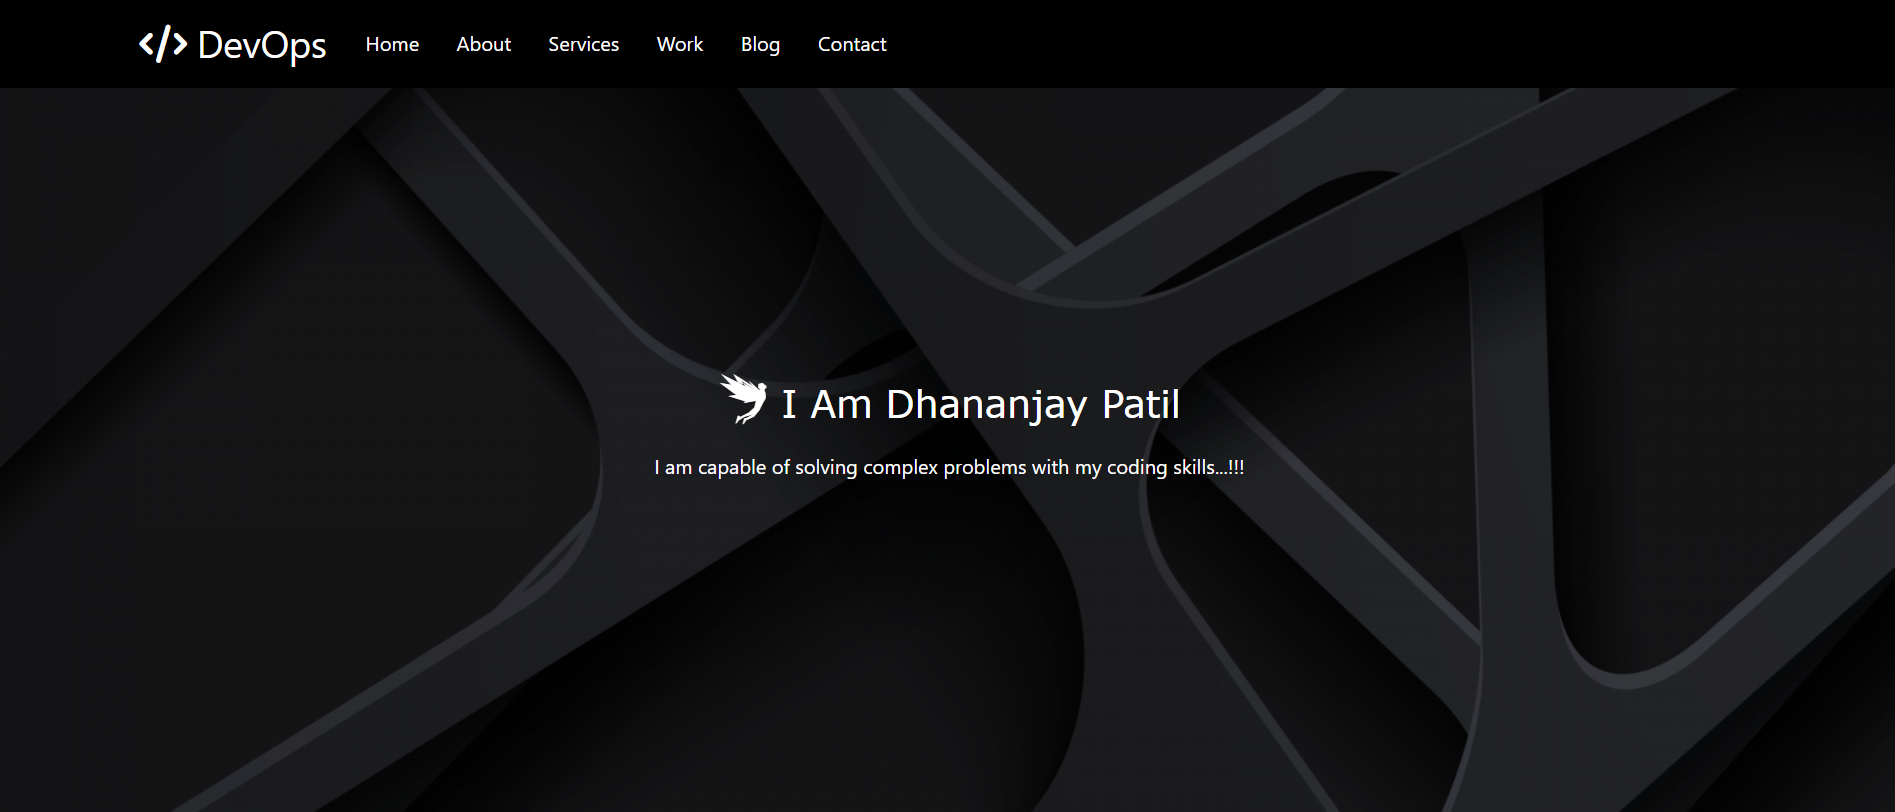 </> DevOps Home About Services Work Blog Contact
I Am Dhananjay Patil
I am capable of solving complex problems with my coding skills...!!!